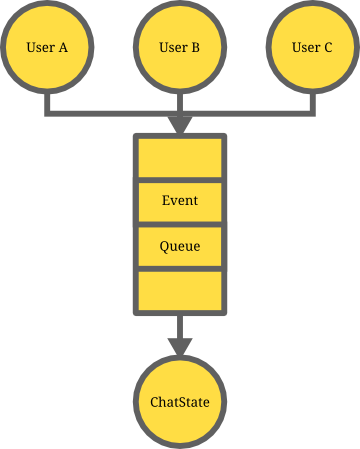 User A
User B
User C
Event
Queue
ChatState